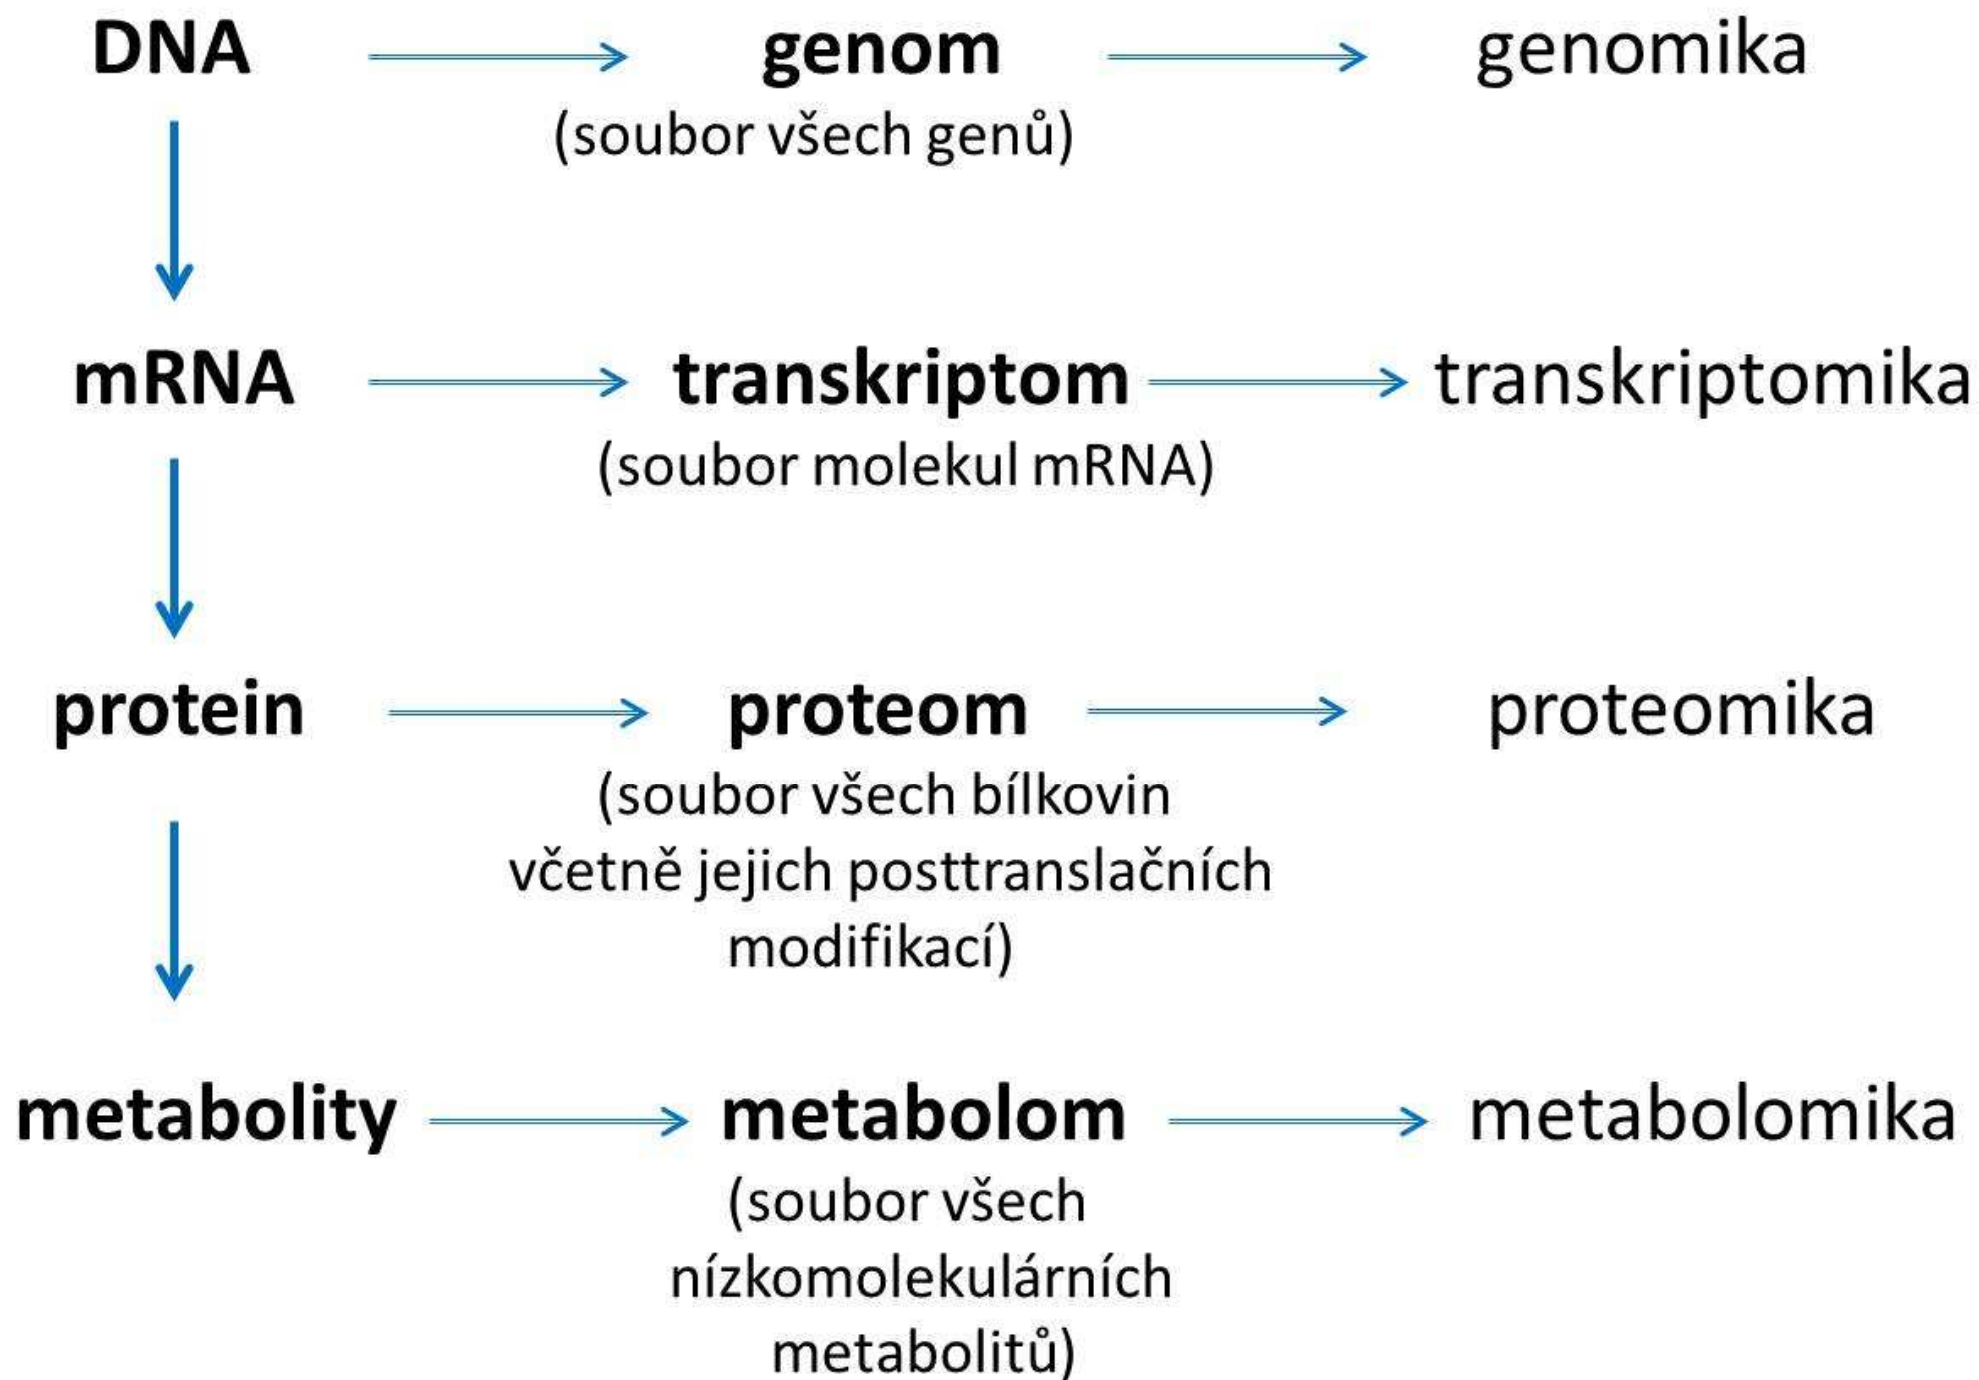 DNA genom genomika
(soubor všech genů)
mRNA transkriptom transkriptomika
(soubor molekul mRNA)
protein proteom proteomika
(soubor všech bílkovin
včetně jejich posttranslačních
modifikací)
metabolity metabolom metabolomika
(soubor všech
nízkomolekulárních
metabolitů)